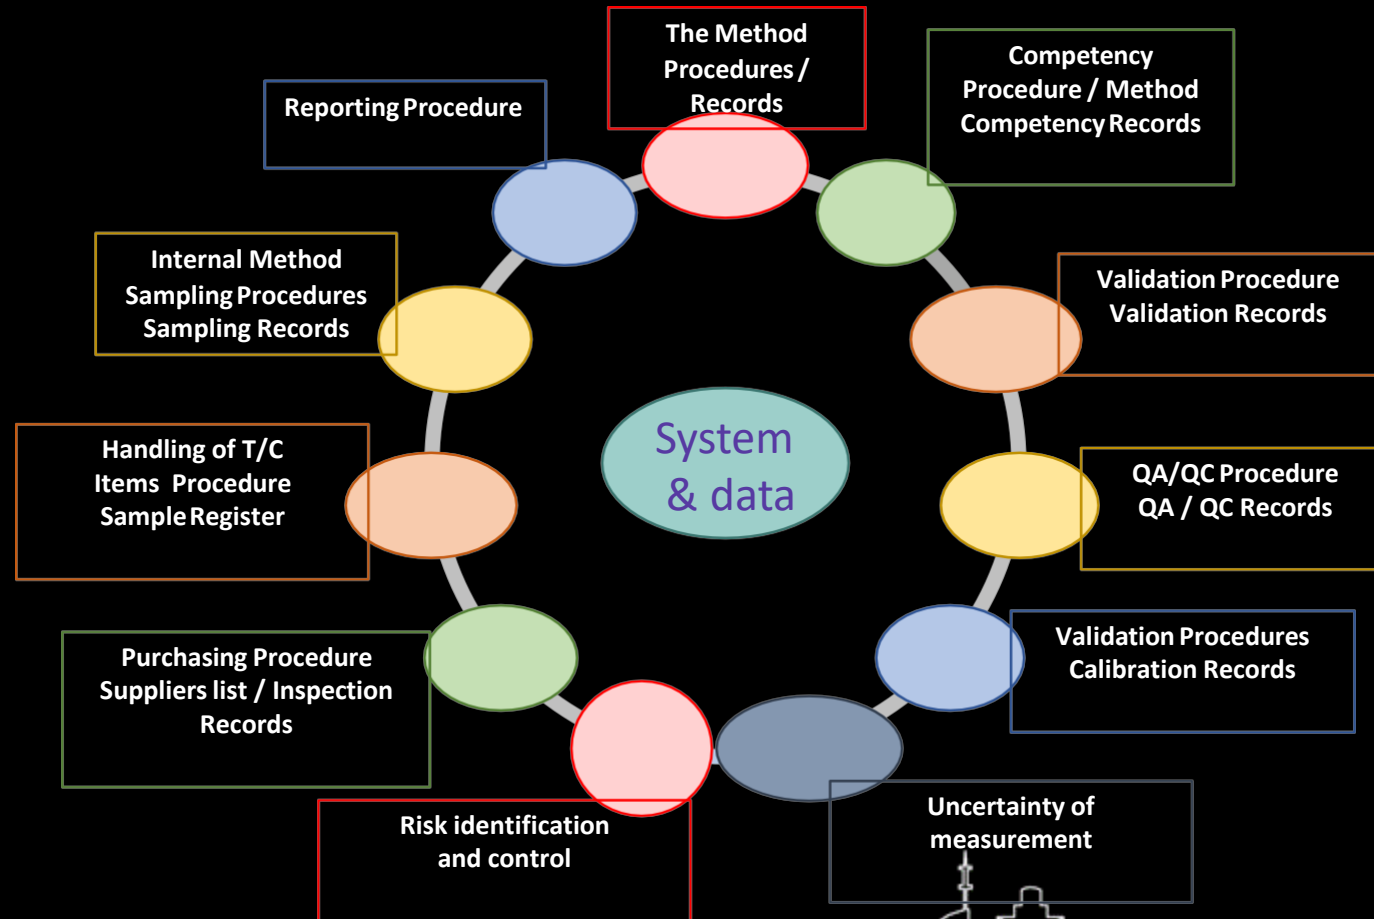 The Method
Procedures /
Records
Competency
Procedure / Method
Competency Records
Reporting Procedure
Internal Method
Sampling Procedures
Sampling Records
Validation Procedure
Validation Records
Handling of T/C
Items Procedure
Sample Register
System
& data
QA/QC Procedure
QA / QC Records
Purchasing Procedure
Suppliers list / Inspection
Records
Validation Procedures
Calibration Records
Risk identification
and control
Uncertainty of
measurement